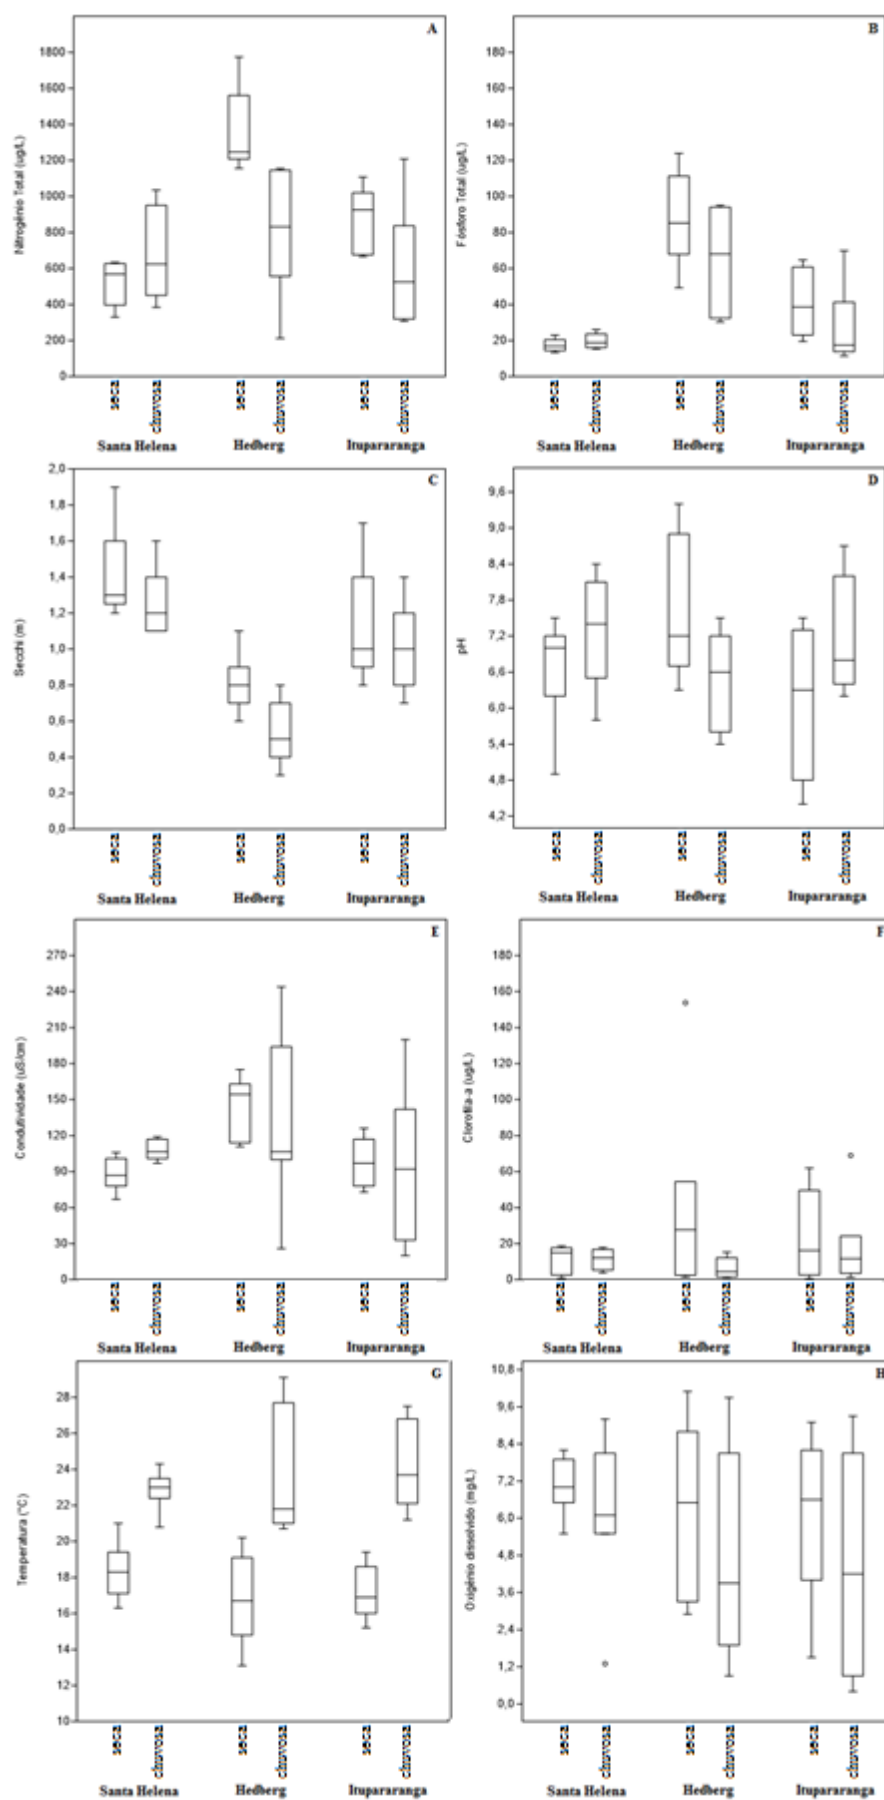 A
Nitrogênio Total (ug/L)
1800
1600
1400
1200
1000
800
600
400
200
0
seca
chuvosa
seca
chuvosa
seca
chuvosa
Santa Helena
Hedberg
Itupararanga
B
Fósforo Total (ug/L)
180
160
140
120
100
80
60
40
20
0
seca
chuvosa
seca
chuvosa
seca
chuvosa
Santa Helena
Hedberg
Itupararanga
C
Secchi (m)
2,0
1,8
1,6
1,4
1,2
1,0
0,8
0,6
0,4
0,2
0,0
seca
chuvosa
seca
chuvosa
seca
chuvosa
Santa Helena
Hedberg
Itupararanga
D
pH
9,6
9,0
8,4
7,8
7,2
6,6
6,0
5,4
4,8
4,2
seca
chuvosa
seca
chuvosa
seca
chuvosa
Santa Helena
Hedberg
Itupararanga
E
Condutividade (uS/cm)
270
240
210
180
150
120
90
60
30
0
seca
chuvosa
seca
chuvosa
seca
chuvosa
Santa Helena
Hedberg
Itupararanga
F
Clorofila-a (ug/L)
180
160
140
120
100
80
60
40
20
0
seca
chuvosa
seca
chuvosa
seca
chuvosa
Santa Helena
Hedberg
Itupararanga
G
Temperatura (°C)
28
26
24
22
20
18
16
14
12
10
seca
chuvosa
seca
chuvosa
seca
chuvosa
Santa Helena
Hedberg
Itupararanga
H
Oxigênio dissolvido (mg/L)
10,8
9,6
8,4
7,2
6,0
4,8
3,6
2,4
1,2
0,0
seca
chuvosa
seca
chuvosa
seca
chuvosa
Santa Helena
Hedberg
Itupararanga